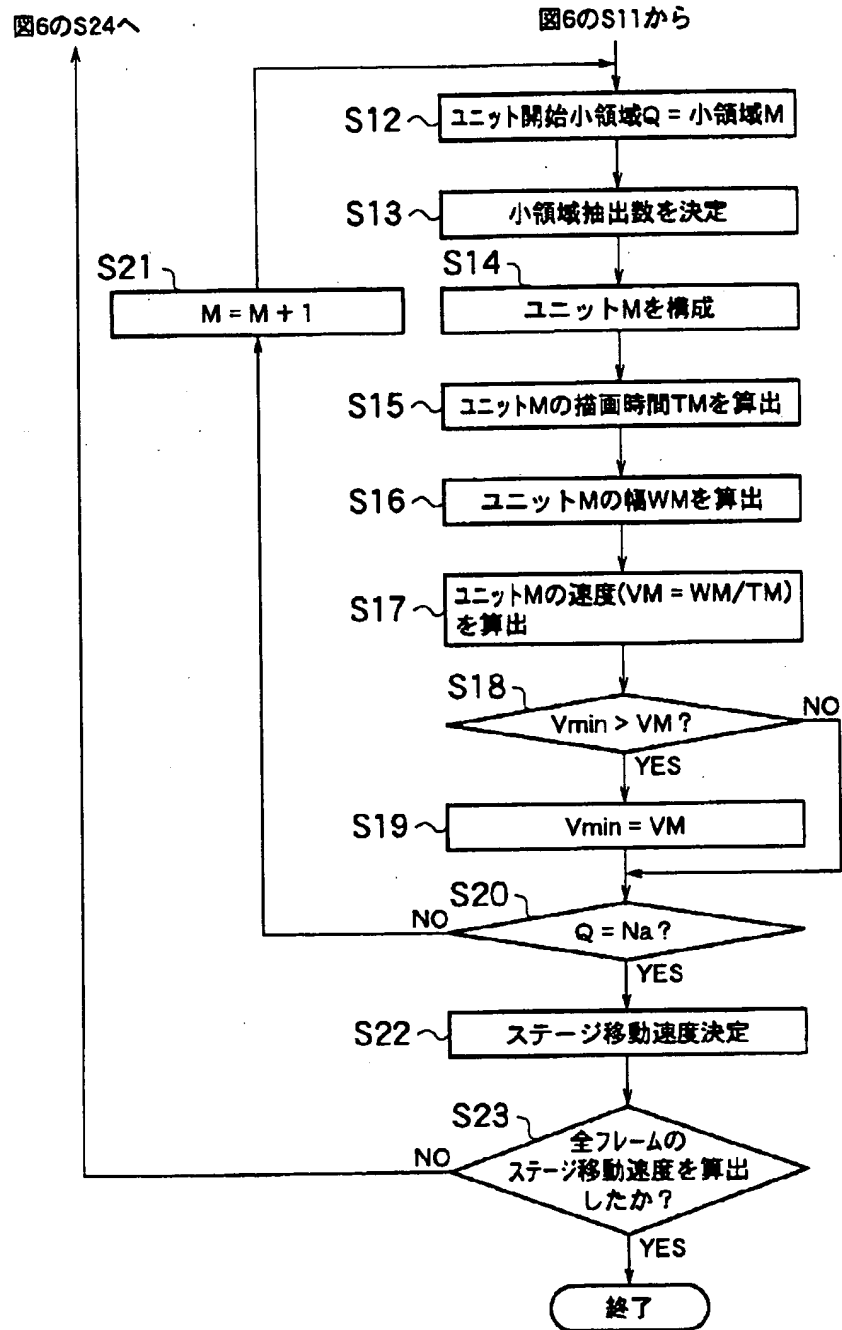 図6のS24へ
図6のS11から
S12
ユニット開始小領域Q = 小領域M
S13
小領域抽出数を決定
S21
M = M + 1
S14
ユニットMを構成
S15
ユニットMの描画時間TMを算出
S16
ユニットMの幅WMを算出
S17
ユニットMの速度(VM = WM/TM)
を算出
S18
Vmin > VM?
NO
YES
S19
Vmin = VM
S20
NO
Q = Na?
YES
S22
ステージ移動速度決定
S23
NO
全フレームの
ステージ移動速度を算出
したか?
YES
終了